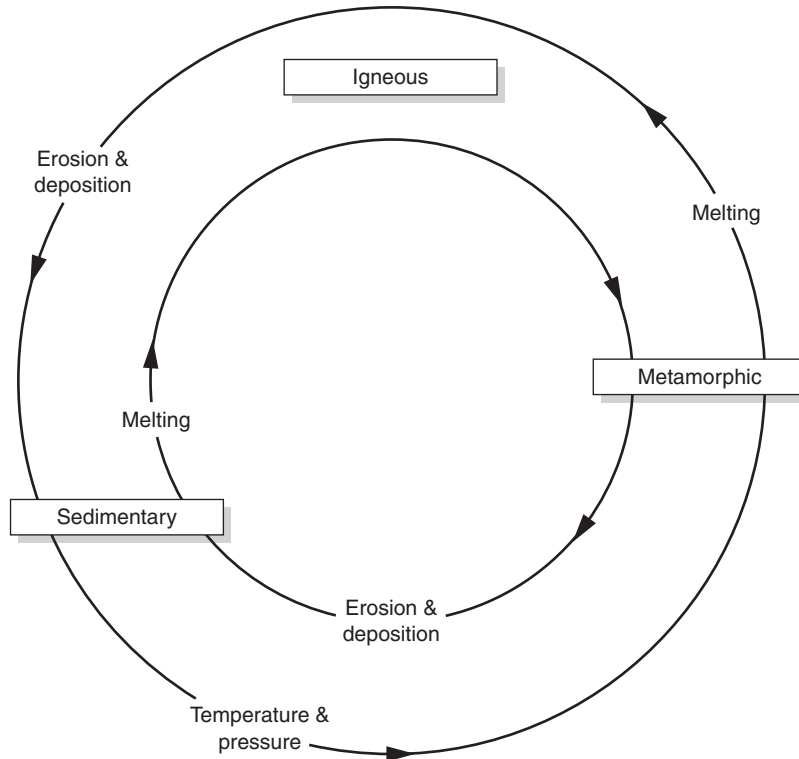 Igneous
Erosion &
deposition
Melting
Metamorphic
Melting
Sedimentary
Erosion &
deposition
Temperature &
pressure